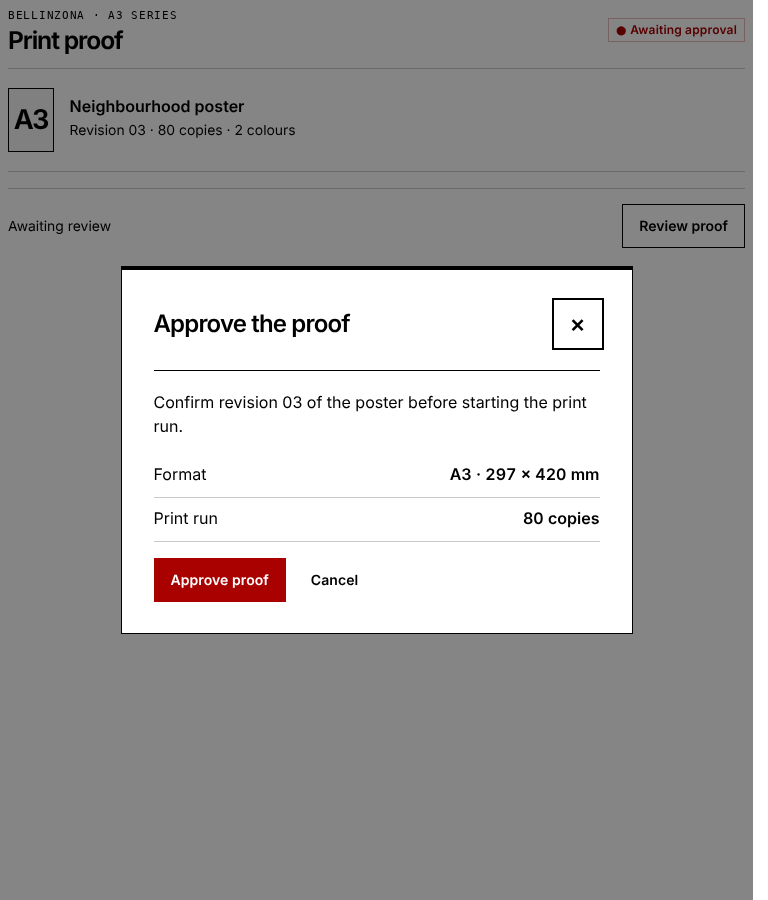 BELLINZONA · A3 SERIES
Print proof
● Awaiting approval
A3
Neighbourhood poster
Revision 03 · 80 copies · 2 colours
Awaiting review
Review proof
Approve the proof
×
Confirm revision 03 of the poster before starting the print
run.
Format
A3 · 297 × 420 mm
Print run
80 copies
Approve proof
Cancel